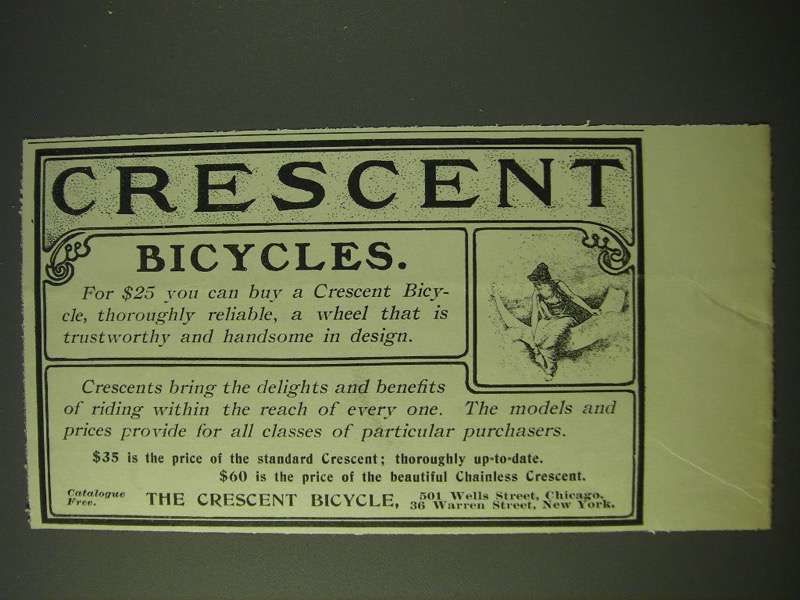 CRESCENT
BICYCLES.
For $25 you can buy a Crescent Bicy-
cle, thoroughly reliable, a wheel that is
trustworthy and handsome in design.
Crescents bring the delights and benefits
of riding within the reach of every one. The models and
prices provide for all classes of particular purchasers.
$35 is the price of the standard Crescent; thoroughly up-to-date.
$60 is the price of the beautiful Chainless Crescent.
Catalogue
Free.
THE CRESCENT BICYCLE,
501 Wells Street, Chicago.
36 Warren Street, New York.